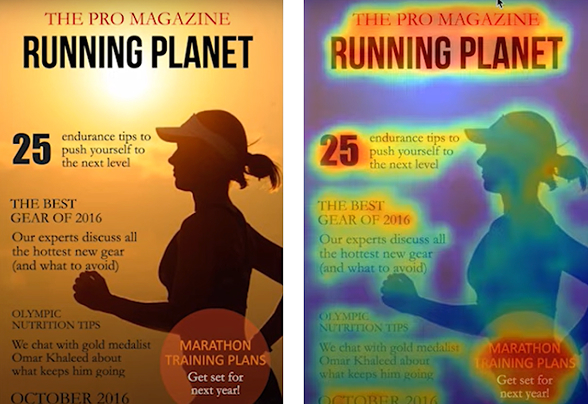 THE PRO MAGAZINE
RUNNING PLANET
25
endurance tips to
push yourself to
the next level
THE BEST
GEAR OF 2016
Our experts discuss all
the hottest new gear
(and what to avoid)
OLYMPIC
NUTRITION TIPS
We chat with gold medalist
Omar Khaleed about
what keeps him going
MARATHON
TRAINING PLANS
Get set for
next year!
OCTOBER 2016
THE PRO MAGAZINE
RUNNING PLANET
25
endurance tips to
push yourself to
the next level
THE BEST
GEAR OF 2016
Our experts discuss all
the hottest new gear
(and what to avoid)
OLYMPIC
NUTRITION TIPS
We chat with gold medalist
Omar Khaleed about
what keeps him going
MARATHON
TRAINING PLANS
Get set for
next year!
OCTOBER 2016